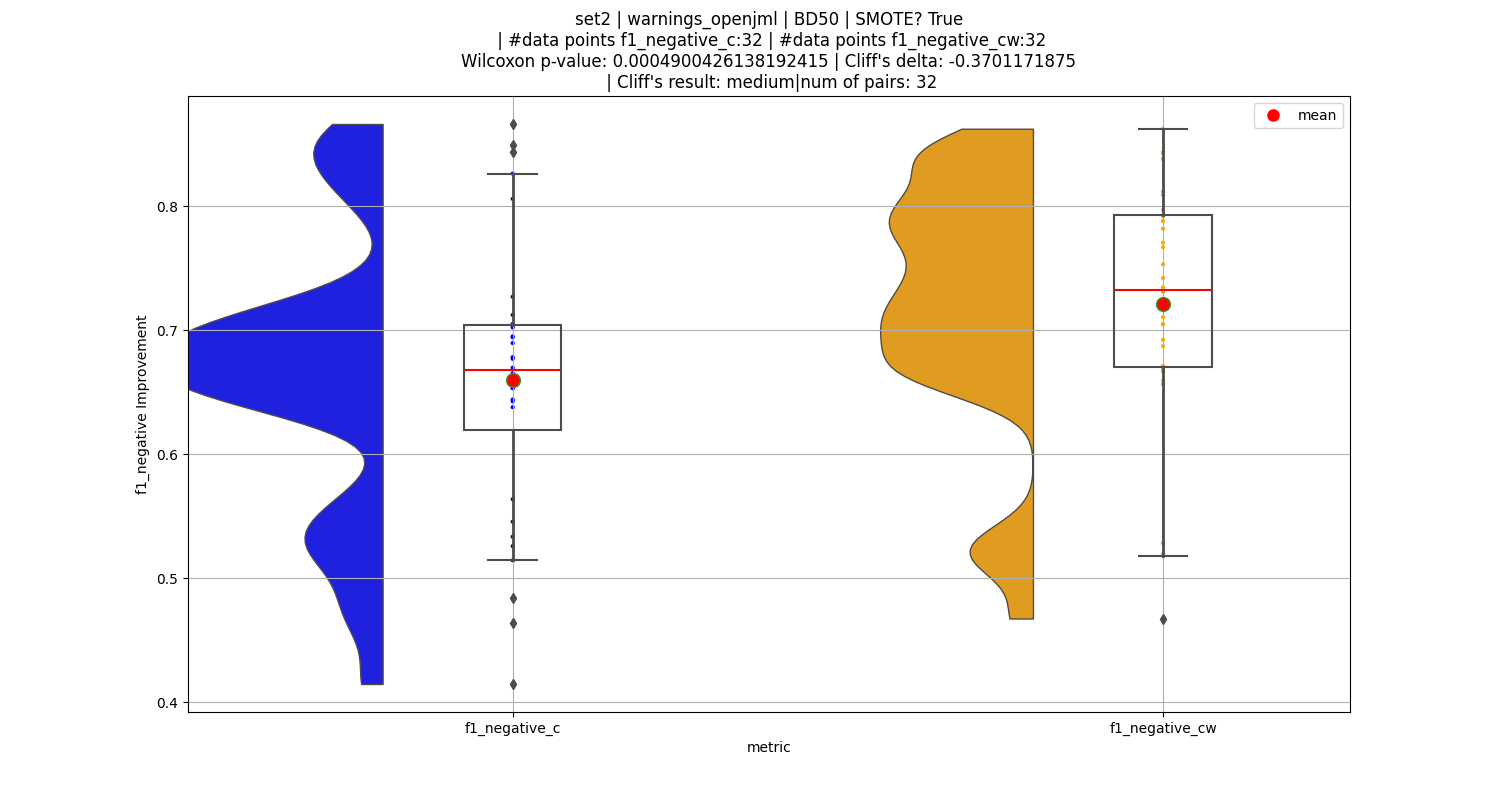 set2 | warnings_openjml | BD50 | SMOTE? True
| #data points f1_negative_c:32 | #data points f1_negative_cw:32
Wilcoxon p-value: 0.0004900426138192415 | Cliff's delta: -0.3701171875
| Cliff's result: medium|num of pairs: 32
mean
0.8
0.7
0.6
0.5
0.4
f1_negative Improvement
f1_negative_c
f1_negative_cw
metric